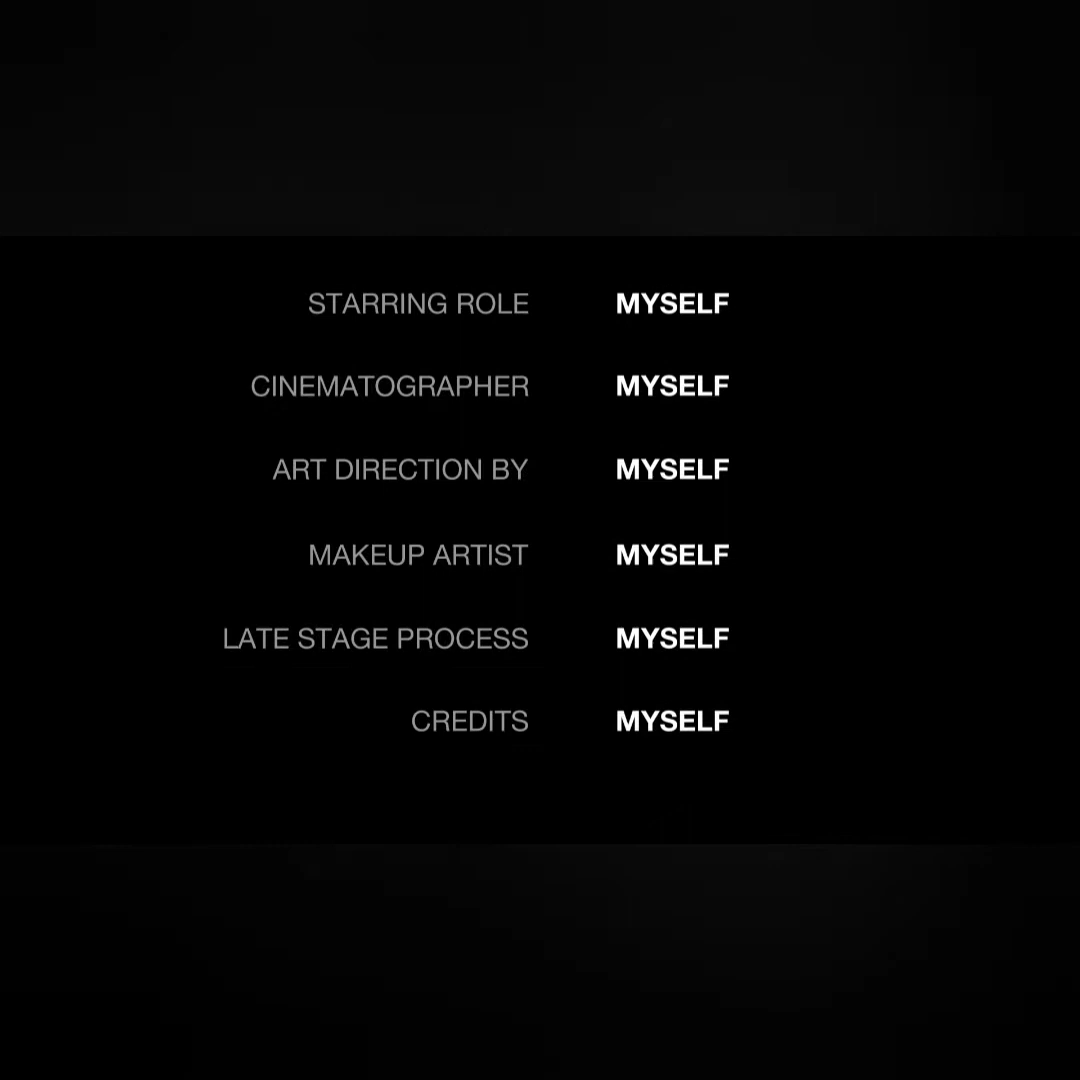 STARRING ROLE MYSELF
CINEMATOGRAPHER MYSELF
ART DIRECTION BY MYSELF
MAKEUP ARTIST MYSELF
LATE STAGE PROCESS MYSELF
CREDITS MYSELF